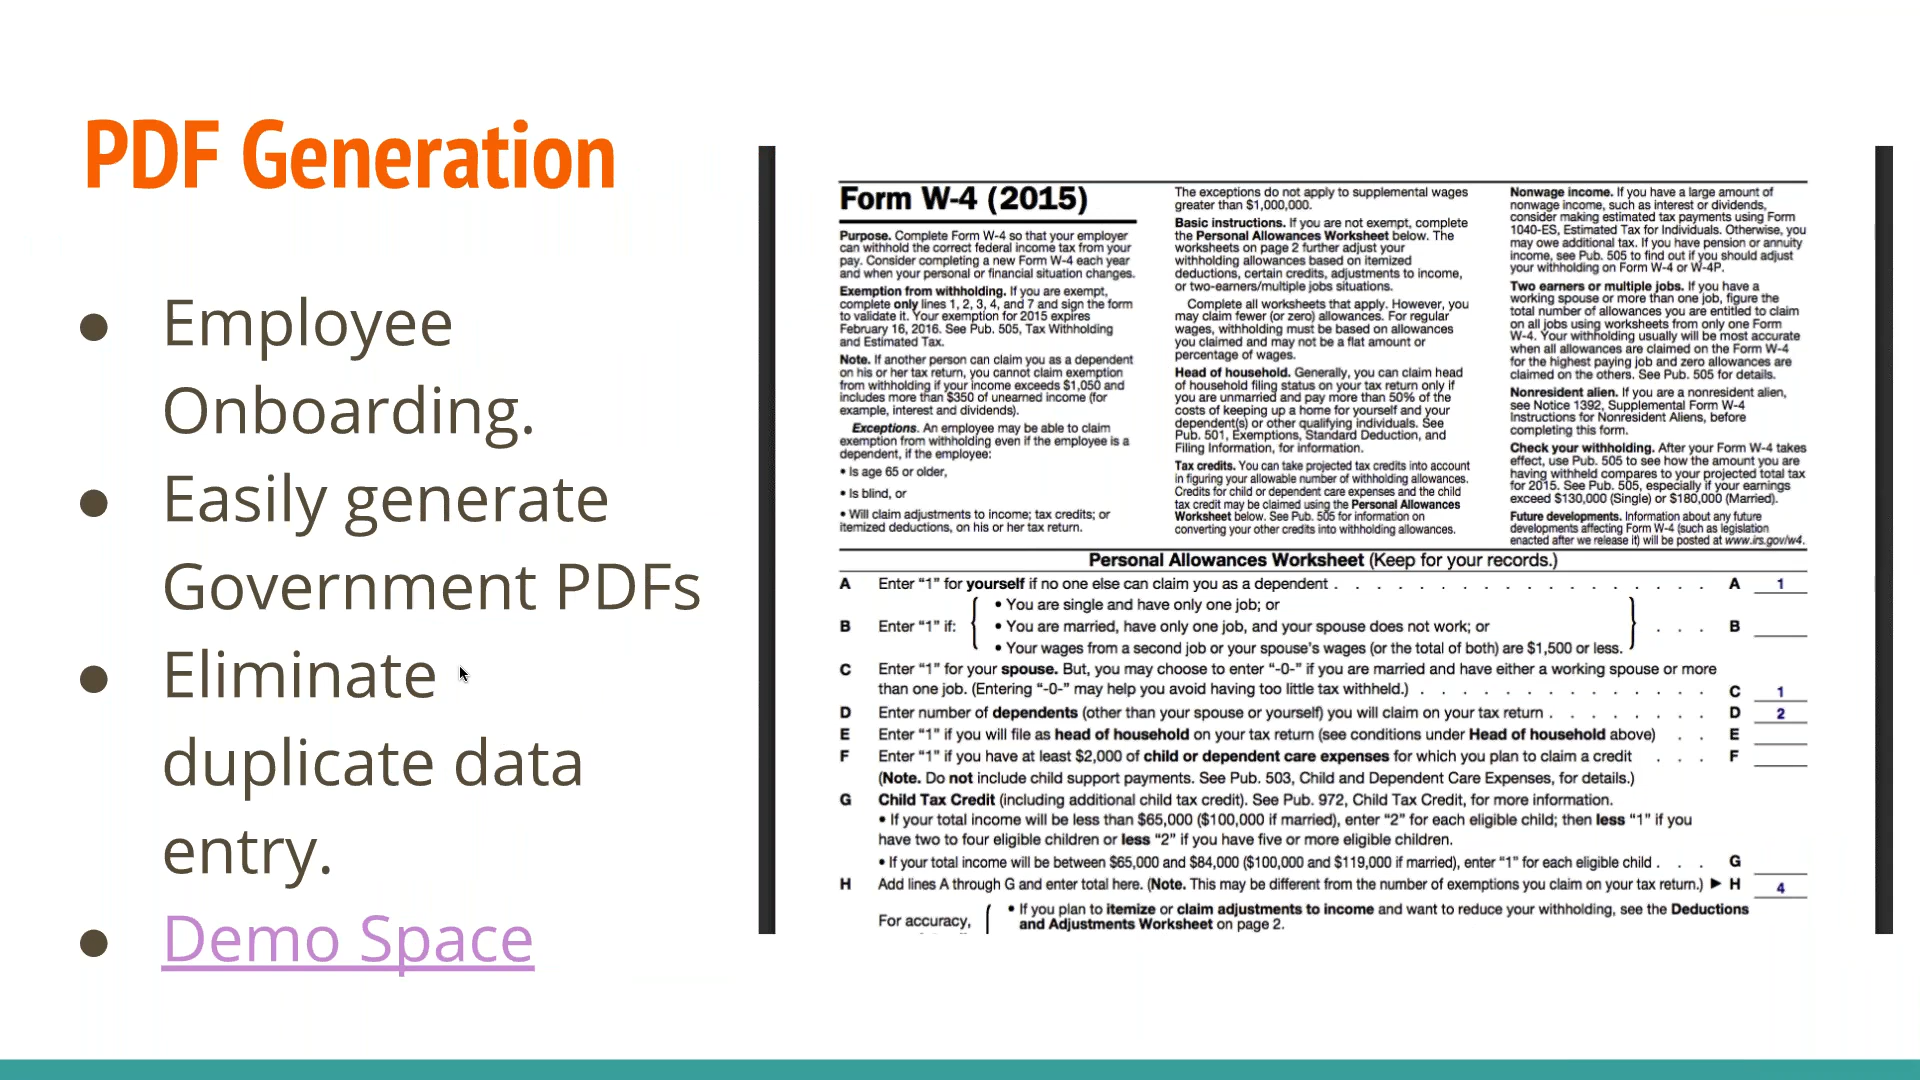 PDF Generation
● Employee
Onboarding.
● Easily generate
Government PDFs
● Eliminate
duplicate data
entry.
● Demo Space
Form W-4 (2015)
Purpose. Complete Form W-4 so that your employer
can withhold the correct federal income tax from your
pay. Consider completing a new Form W-4 each year
and when your personal or financial situation changes.
Exemption from withholding. If you are exempt,
complete only lines 1, 2, 3, 4, and 7 and sign the form
to validate it. Your exemption for 2015 expires
February 16, 2016. See Pub. 505, Tax Withholding
and Estimated Tax.
Note. If another person can claim you as a dependent
on his or her tax return, you cannot claim exemption
from withholding if your income exceeds $1,050 and
includes more than $350 of unearned income (for
example, interest and dividends).
Exceptions. An employee may be able to claim
exemption from withholding even if the employee is a
dependent, if the employee:
• Is age 65 or older,
• Is blind, or
• Will claim adjustments to income; tax credits; or
itemized deductions, on his or her tax return.
The exceptions do not apply to supplemental wages
greater than $1,000,000.
Basic instructions. If you are not exempt, complete
the Personal Allowances Worksheet below. The
worksheets on page 2 further adjust your
withholding allowances based on itemized
deductions, certain credits, adjustments to income,
or two-earners/multiple jobs situations.
Complete all worksheets that apply. However, you
may claim fewer (or zero) allowances. For regular
wages, withholding must be based on allowances
you claimed and may not be a flat amount or
percentage of wages.
Head of household. Generally, you can claim head
of household filing status on your tax return only if
you are unmarried and pay more than 50% of the
costs of keeping up a home for yourself and your
dependent(s) or other qualifying individuals. See
Pub. 501, Exemptions, Standard Deduction, and
Filing Information, for information.
Tax credits. You can take projected tax credits into account
in figuring your allowable number of withholding allowances.
Credits for child or dependent care expenses and the child
tax credit may be claimed using the Personal Allowances
Worksheet below. See Pub. 505 for information on
converting your other credits into withholding allowances.
Nonwage income. If you have a large amount of
nonwage income, such as interest or dividends,
consider making estimated tax payments using Form
1040-ES, Estimated Tax for Individuals. Otherwise, you
may owe additional tax. If you have pension or annuity
income, see Pub. 505 to find out if you should adjust
your withholding on Form W-4 or W-4P.
Two earners or multiple jobs. If you have a
working spouse or more than one job, figure the
total number of allowances you are entitled to claim
on all jobs using worksheets from only one Form
W-4. Your withholding usually will be most accurate
when all allowances are claimed on the Form W-4
for the highest paying job and zero allowances are
claimed on the others. See Pub. 505 for details.
Nonresident alien. If you are a nonresident alien,
see Notice 1392, Supplemental Form W-4
Instructions for Nonresident Aliens, before
completing this form.
Check your withholding. After your Form W-4 takes
effect, use Pub. 505 to see how the amount you are
having withheld compares to your projected total tax
for 2015. See Pub. 505, especially if your earnings
exceed $130,000 (Single) or $180,000 (Married).
Future developments. Information about any future
developments affecting Form W-4 (such as legislation
enacted after we release it) will be posted at www.irs.gov/w4.
Personal Allowances Worksheet (Keep for your records.)
A Enter “1” for yourself if no one else can claim you as a dependent . . . . . . . . . . . . . . . . A 1
• You are single and have only one job; or
B Enter “1” if: { • You are married, have only one job, and your spouse does not work; or } . . . B
• Your wages from a second job or your spouse’s wages (or the total of both) are $1,500 or less.
C Enter “1” for your spouse. But, you may choose to enter “-0-” if you are married and have either a working spouse or more
than one job. (Entering “-0-” may help you avoid having too little tax withheld.) . . . . . . . . . . . . . C 1
D Enter number of dependents (other than your spouse or yourself) you will claim on your tax return . . . . . . . D 2
E Enter “1” if you will file as head of household on your tax return (see conditions under Head of household above) . . E
F Enter “1” if you have at least $2,000 of child or dependent care expenses for which you plan to claim a credit . . . F
(Note. Do not include child support payments. See Pub. 503, Child and Dependent Care Expenses, for details.)
G Child Tax Credit (including additional child tax credit). See Pub. 972, Child Tax Credit, for more information.
• If your total income will be less than $65,000 ($100,000 if married), enter “2” for each eligible child; then less “1” if you
have two to four eligible children or less “2” if you have five or more eligible children.
• If your total income will be between $65,000 and $84,000 ($100,000 and $119,000 if married), enter “1” for each eligible child . . . G
H Add lines A through G and enter total here. (Note. This may be different from the number of exemptions you claim on your tax return.) ▶ H 4
• If you plan to itemize or claim adjustments to income and want to reduce your withholding, see the Deductions
For accuracy, { and Adjustments Worksheet on page 2.